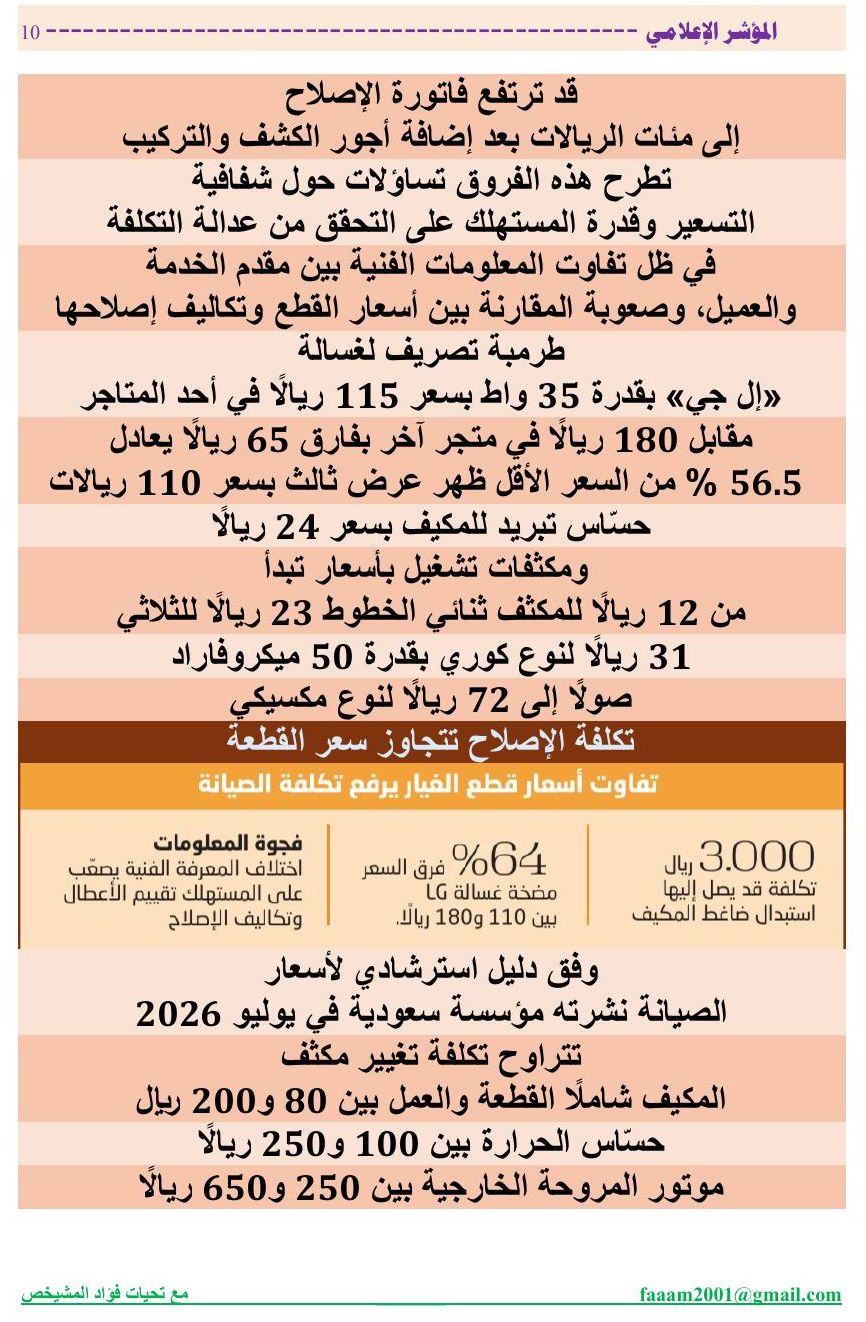 المؤشر الإعلامي ------------------------------------------------ 10
قد ترتفع فاتورة الإصلاح
إلى مئات الريالات بعد إضافة أجور الكشف والتركيب
تطرح هذه الفروق تساؤلات حول شفافية
التسعير وقدرة المستهلك على التحقق من عدالة التكلفة
في ظل تفاوت المعلومات الفنية بين مقدم الخدمة
والعميل، وصعوبة المقارنة بين أسعار القطع وتكاليف إصلاحها
طرمبة تصريف لغسالة
«إل جي» بقدرة 35 واط بسعر 115 ريالًا في أحد المتاجر
مقابل 180 ريالًا في متجر آخر بفارق 65 ريالًا يعادل
56.5 % من السعر الأقل ظهر عرض ثالث بسعر 110 ريالات
حسّاس تبريد للمكيف بسعر 24 ريالًا
ومكثفات تشغيل بأسعار تبدأ
من 12 ريالًا للمكثف ثنائي الخطوط 23 ريالًا للثلاثي
31 ريالًا لنوع كوري بقدرة 50 ميكروفاراد
صولًا إلى 72 ريالًا لنوع مكسيكي
تكلفة الإصلاح تتجاوز سعر القطعة
تفاوت أسعار قطع الغيار يرفع تكلفة الصيانة
3.000 ريال
تكلفة قد يصل إليها
استبدال ضاغط المكيف
64% فرق السعر
مضخة غسالة LG
بين 110 و180 ريالًا.
فجوة المعلومات
اختلاف المعرفة الفنية يصعّب
على المستهلك تقييم الأعطال
وتكاليف الإصلاح
وفق دليل استرشادي لأسعار
الصيانة نشرته مؤسسة سعودية في يوليو 2026
تتراوح تكلفة تغيير مكثف
المكيف شاملًا القطعة والعمل بين 80 و200 ريال
حسّاس الحرارة بين 100 و250 ريالًا
موتور المروحة الخارجية بين 250 و650 ريالًا
مع تحيات فؤاد المشيخص
faaam2001@gmail.com